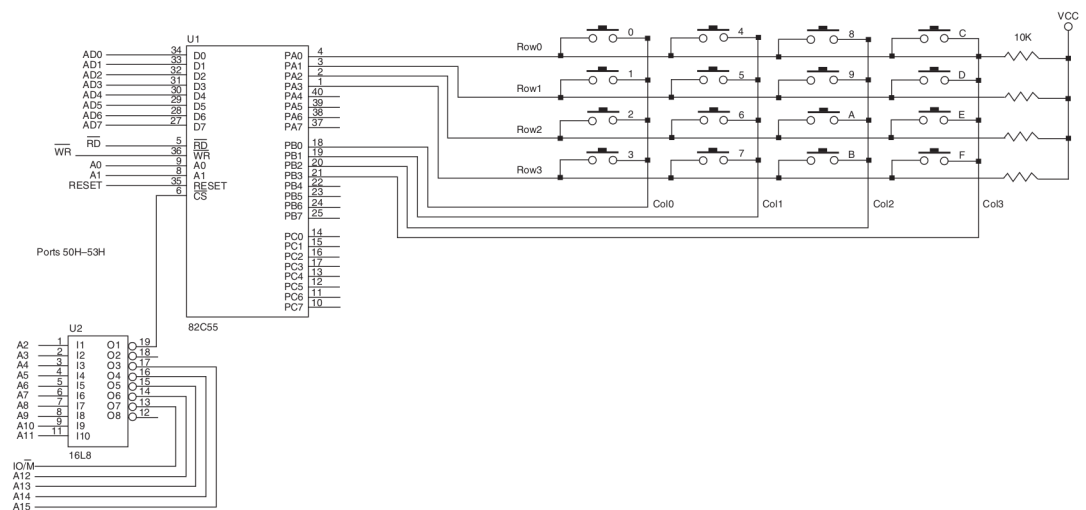 VCC
U1
0 4 8 C
10K
Row0
AD0 34 D0 PA0 4
AD1 33 D1 PA1 3
AD2 32 D2 PA2 2
AD3 31 D3 PA3 1
AD4 30 D4 PA4 40
AD5 29 D5 PA5 39
AD6 28 D6 PA6 38
AD7 27 D7 PA7 37
1 5 9 D
Row1
2 6 A E
Row2
3 7 B F
Row3
R̅D̅ 5 R̅D̅ PB0 18
W̅R̅ 36 WR PB1 19
A0 9 A0 PB2 20
A1 8 A1 PB3 21
RESET 35 RESET PB4 22
6 C̅S̅ PB5 23
PB6 24
PB7 25
Col0 Col1 Col2 Col3
PC0 14
PC1 15
PC2 16
PC3 17
PC4 13
PC5 12
PC6 11
PC7 10
Ports 50H–53H
82C55
U2
A2 1 I1 O1 19
A3 2 I2 O2 18
A4 3 I3 O3 17
A5 4 I4 O4 16
A6 5 I5 O5 15
A7 6 I6 O6 14
A8 7 I7 O7 13
A9 8 I8 O8 12
A10 9 I9
A11 11 I10
16L8
IO/M̅
A12
A13
A14
A15